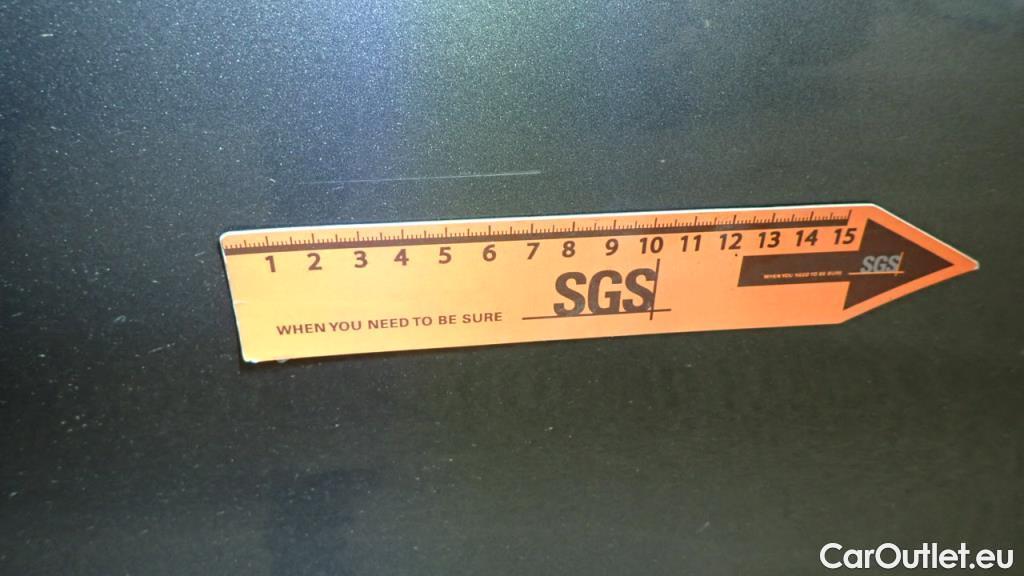 1 2 3 4 5 6 7 8 9 10 11 12 13 14 15
WHEN YOU NEED TO BE SURE
SGS
WHEN YOU NEED TO BE SURE
SGS
CarOutlet.eu